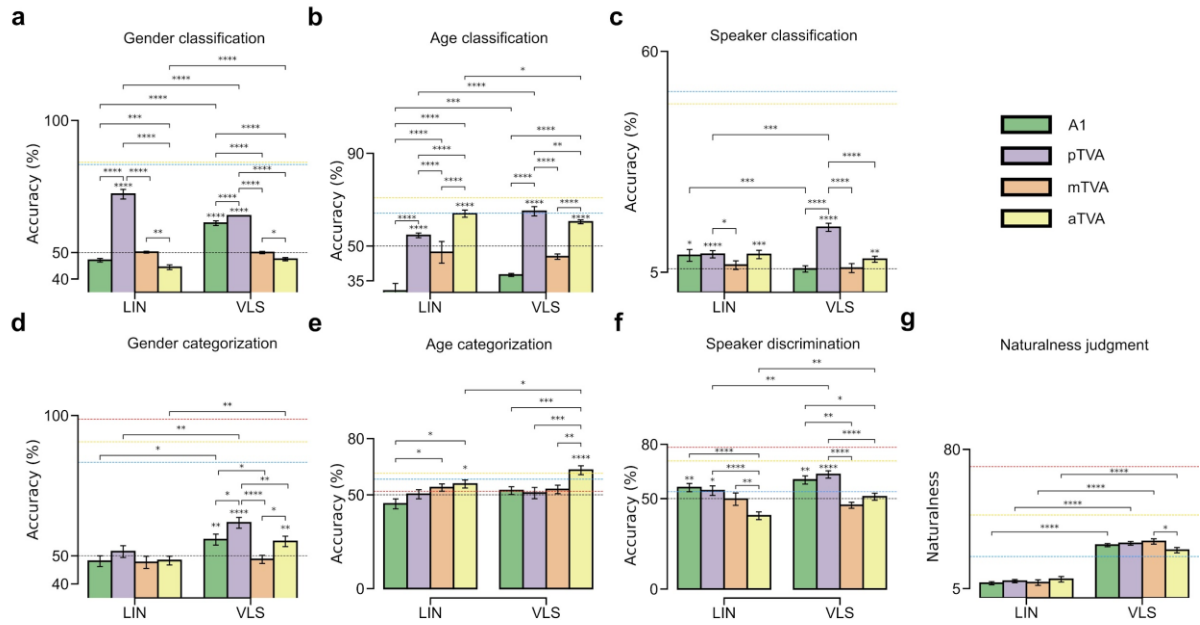 a
Gender classification
Accuracy (%)
100
50
40
**** **** **** *** **** **** **** **** **** **** **** **** **** **** **** **** ** *
LIN VLS
b
Age classification
Accuracy (%)
90
50
35
* **** *** **** **** **** **** **** **** ** **** **** **** **** **** **** **** ****
LIN VLS
c
Speaker classification
Accuracy (%)
60
5
*** *** **** **** **** * * **** *** **** **
LIN VLS
A1
pTVA
mTVA
aTVA
d
Gender categorization
Accuracy (%)
100
50
40
** ** * * ** * **** * ** **** **
LIN VLS
e
Age categorization
Accuracy (%)
80
50
0
* *** *** ** * * * ****
LIN VLS
f
Speaker discrimination
Accuracy (%)
80
50
0
** ** * ** **** **** **** **** ** ** * ** ****
LIN VLS
g
Naturalness judgment
Naturalness
80
5
**** **** **** **** *
LIN VLS